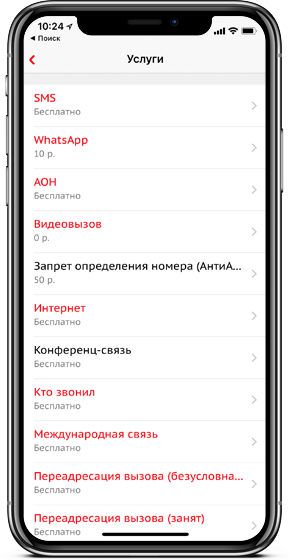 10:24
Поиск
Услуги
SMS
Бесплатно
WhatsApp
10 р.
АОН
Бесплатно
Видеовызов
0 р.
Запрет определения номера (АнтиА...
50 р.
Интернет
Бесплатно
Конференц-связь
Бесплатно
Кто звонил
Бесплатно
Международная связь
Бесплатно
Переадресация вызова (безусловна...
Бесплатно
Переадресация вызова (занят)
Бесплатно